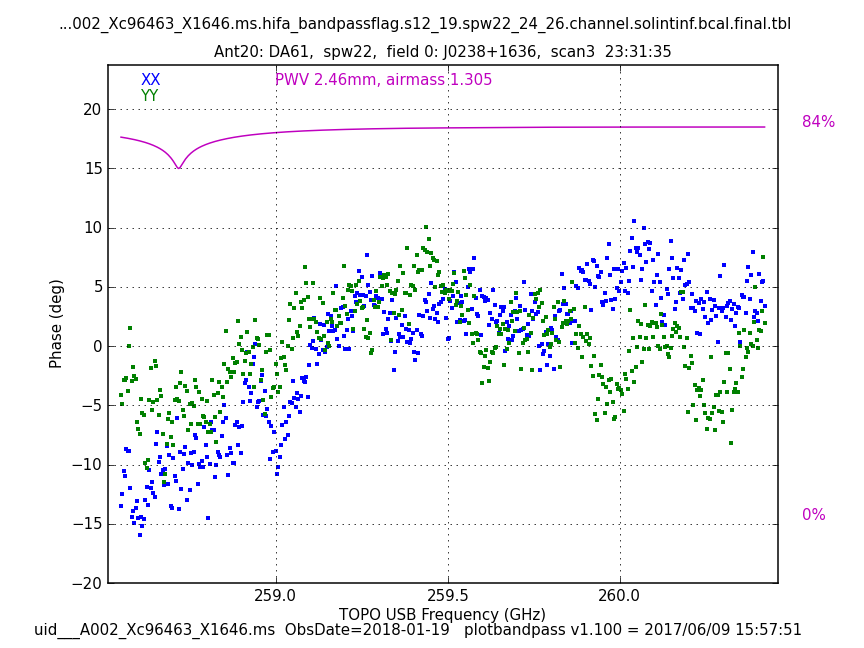 ...002_Xc96463_X1646.ms.hifa_bandpassflag.s12_19.spw22_24_26.channel.solintinf.bcal.final.tbl
Ant20: DA61,  spw22,  field 0: J0238+1636,  scan3  23:31:35
XX
PWV 2.46mm, airmass 1.305
YY
84%
0%
20
15
10
5
0
−5
−10
−15
−20
Phase (deg)
259.0
259.5
260.0
TOPO USB Frequency (GHz)
uid___A002_Xc96463_X1646.ms  ObsDate=2018-01-19   plotbandpass v1.100 = 2017/06/09 15:57:51